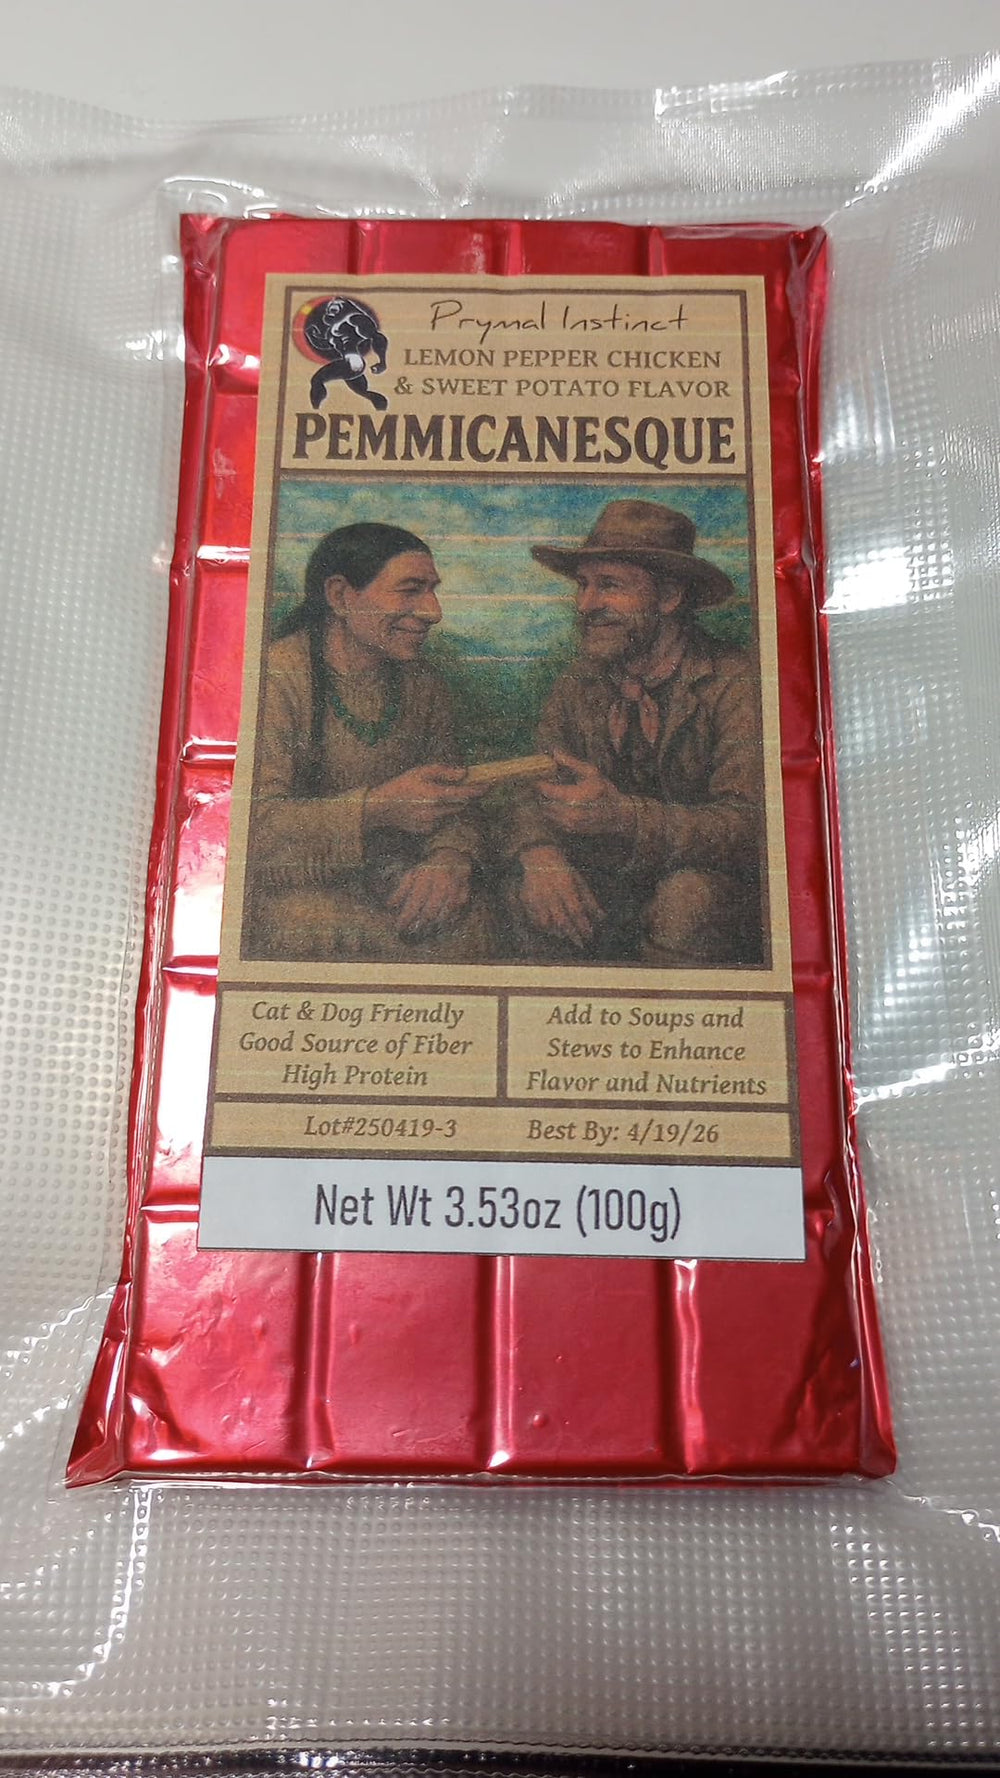 Prymal Instinct
LEMON PEPPER CHICKEN
& SWEET POTATO FLAVOR
PEMMICANESQUE
Cat & Dog Friendly
Good Source of Fiber
High Protein
Add to Soups and
Stews to Enhance
Flavor and Nutrients
Lot#250419-3
Best By: 4/19/26
Net Wt 3.53oz (100g)